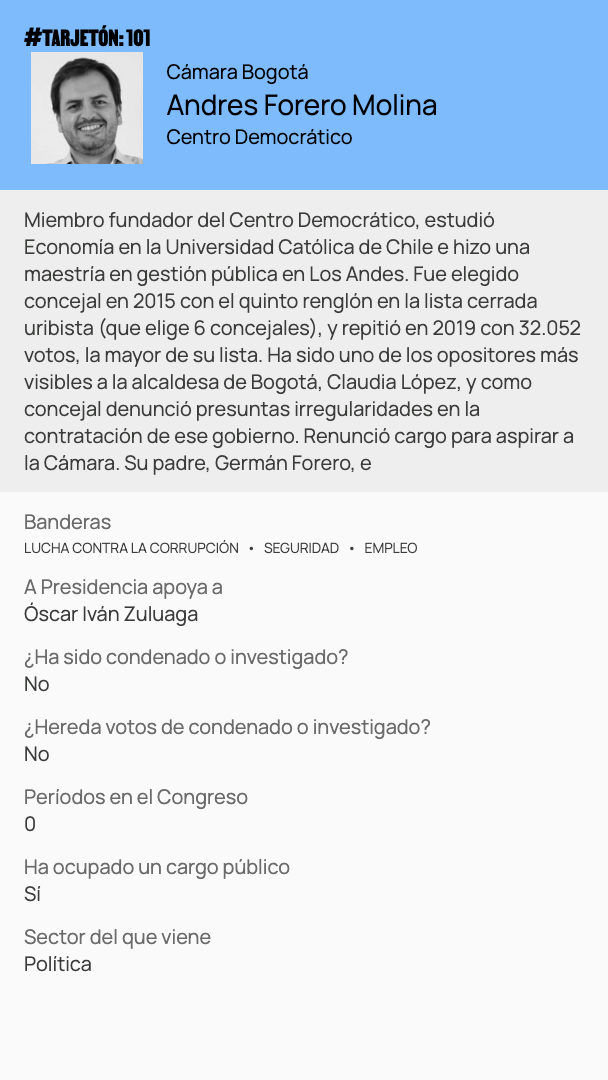 #TARJETÓN: 101
Cámara Bogotá
Andres Forero Molina
Centro Democrático
Miembro fundador del Centro Democrático, estudió
Economía en la Universidad Católica de Chile e hizo una
maestría en gestión pública en Los Andes. Fue elegido
concejal en 2015 con el quinto renglón en la lista cerrada
uribista (que elige 6 concejales), y repitió en 2019 con 32.052
votos, la mayor de su lista. Ha sido uno de los opositores más
visibles a la alcaldesa de Bogotá, Claudia López, y como
concejal denunció presuntas irregularidades en la
contratación de ese gobierno. Renunció cargo para aspirar a
la Cámara. Su padre, Germán Forero, e
Banderas
LUCHA CONTRA LA CORRUPCIÓN • SEGURIDAD • EMPLEO
A Presidencia apoya a
Óscar Iván Zuluaga
¿Ha sido condenado o investigado?
No
¿Hereda votos de condenado o investigado?
No
Períodos en el Congreso
0
Ha ocupado un cargo público
Sí
Sector del que viene
Política